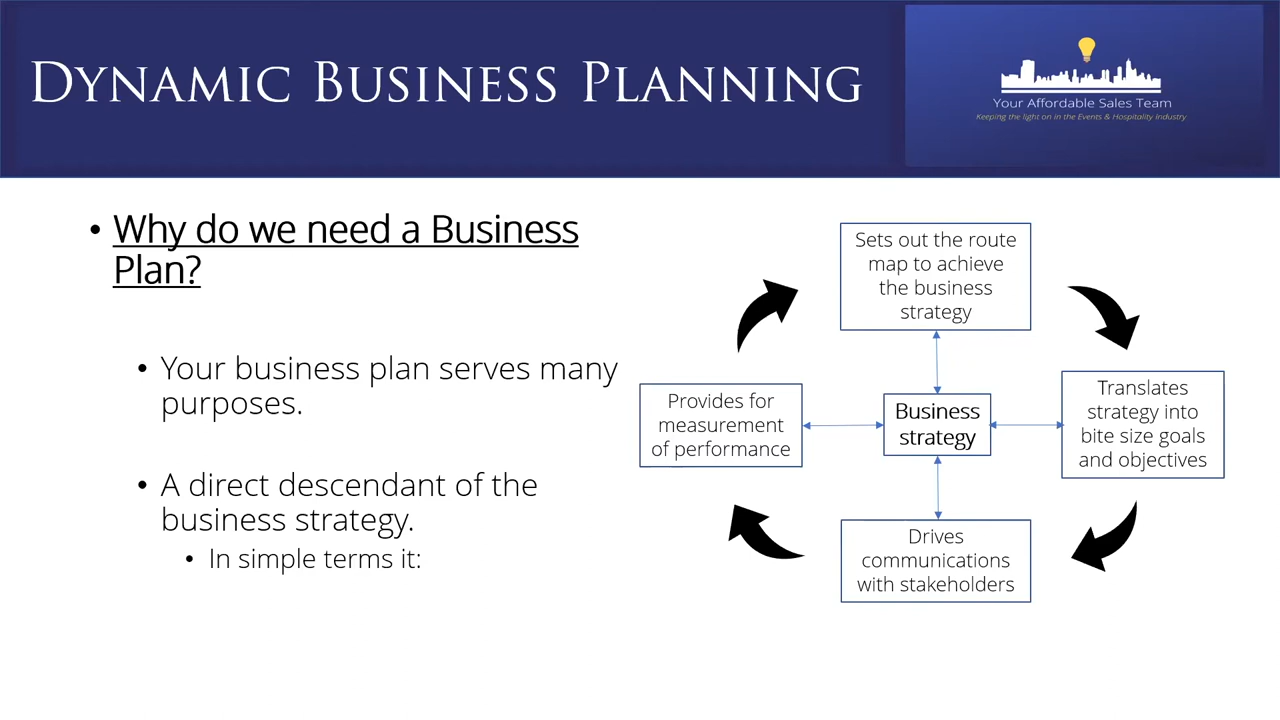 DYNAMIC BUSINESS PLANNING
Your Affordable Sales Team
Keeping the light on in the Events & Hospitality Industry
• Why do we need a Business
Plan?
• Your business plan serves many
purposes.
• A direct descendant of the
business strategy.
• In simple terms it:
Sets out the route
map to achieve
the business
strategy
Translates
strategy into
bite size goals
and objectives
Drives
communications
with stakeholders
Provides for
measurement
of performance
Business
strategy